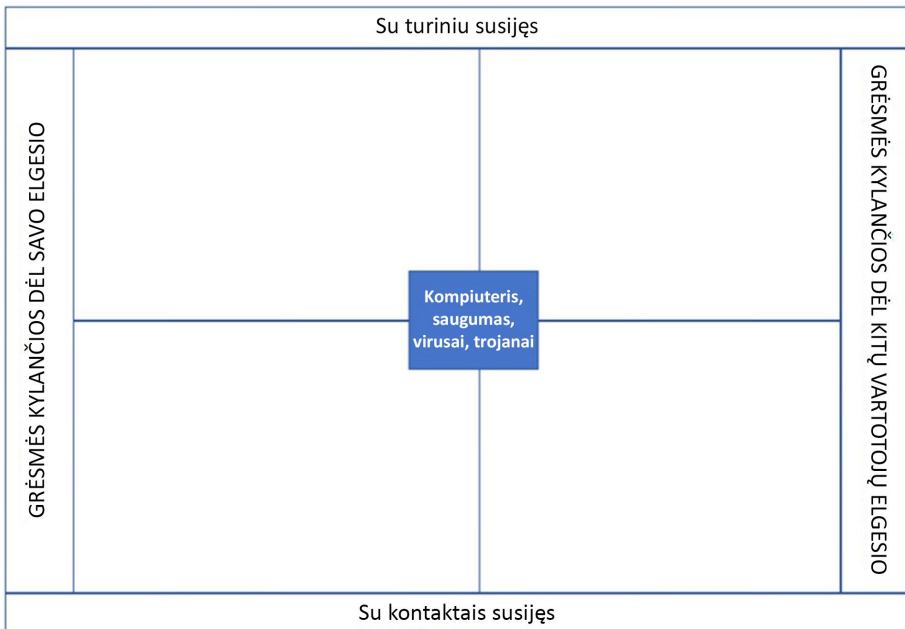 Su turiniu susijęs
GRĖSMĖS KYLANČIOS DĖL SAVO ELGESIO
Kompiuteris,
saugumas,
virusai, trojanai
GRĖSMĖS KYLANČIOS DĖL KITŲ VARTOTOJŲ ELGESIO
Su kontaktais susijęs